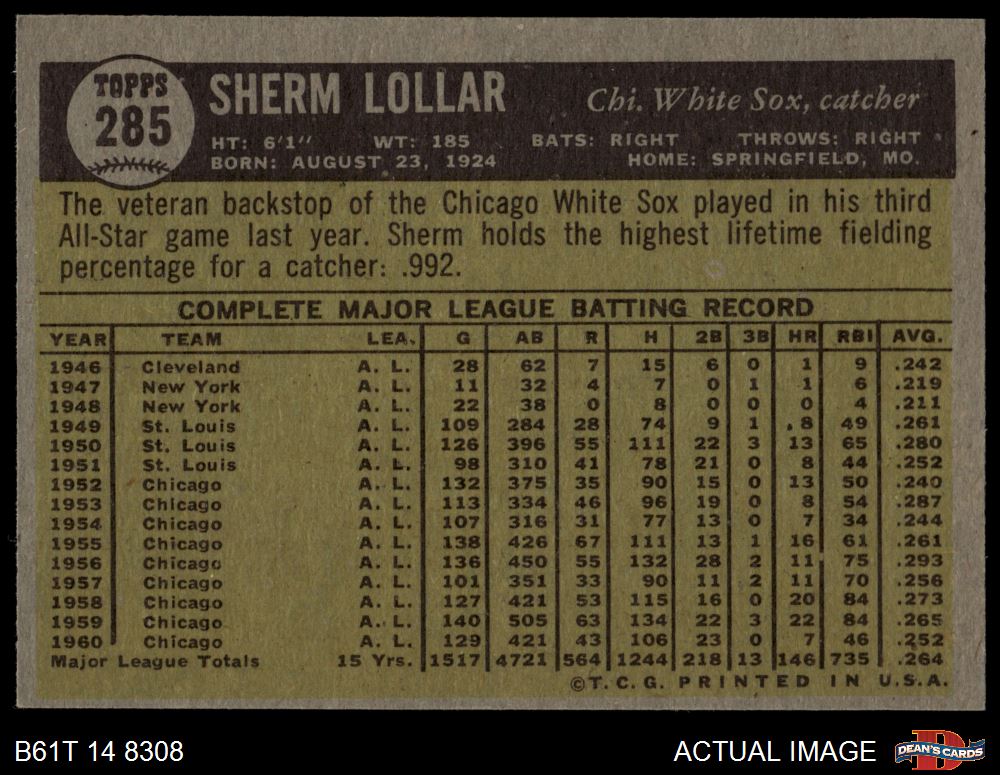 TOPPS
285
SHERM LOLLAR
Chi. White Sox, catcher
HT: 6'1" WT: 185 BATS: RIGHT THROWS: RIGHT
BORN: AUGUST 23, 1924 HOME: SPRINGFIELD, MO.
The veteran backstop of the Chicago White Sox played in his third
All-Star game last year. Sherm holds the highest lifetime fielding
percentage for a catcher: .992.
COMPLETE MAJOR LEAGUE BATTING RECORD
YEAR TEAM LEA. G AB R H 2B 3B HR RBI AVG.
1946 Cleveland A. L. 28 62 7 15 6 0 1 9 .242
1947 New York A. L. 11 32 4 7 0 1 1 6 .219
1948 New York A. L. 22 38 0 8 0 0 0 4 .211
1949 St. Louis A. L. 109 284 28 74 9 1 8 49 .261
1950 St. Louis A. L. 126 396 55 111 22 3 13 65 .280
1951 St. Louis A. L. 98 310 41 78 21 0 8 44 .252
1952 Chicago A. L. 132 375 35 90 15 0 13 50 .240
1953 Chicago A. L. 113 334 46 96 19 0 8 54 .287
1954 Chicago A. L. 107 316 31 77 13 0 7 34 .244
1955 Chicago A. L. 138 426 67 111 13 1 16 61 .261
1956 Chicago A. L. 136 450 55 132 28 2 11 75 .293
1957 Chicago A. L. 101 351 33 90 11 2 11 70 .256
1958 Chicago A. L. 127 421 53 115 16 0 20 84 .273
1959 Chicago A. L. 140 505 63 134 22 3 22 84 .265
1960 Chicago A. L. 129 421 43 106 23 0 7 46 .252
Major League Totals 15 Yrs. 1517 4721 564 1244 218 13 146 735 .264
©T. C. G. PRINTED IN U.S.A.
B61T 14 8308 ACTUAL IMAGE DEAN'S CARDS